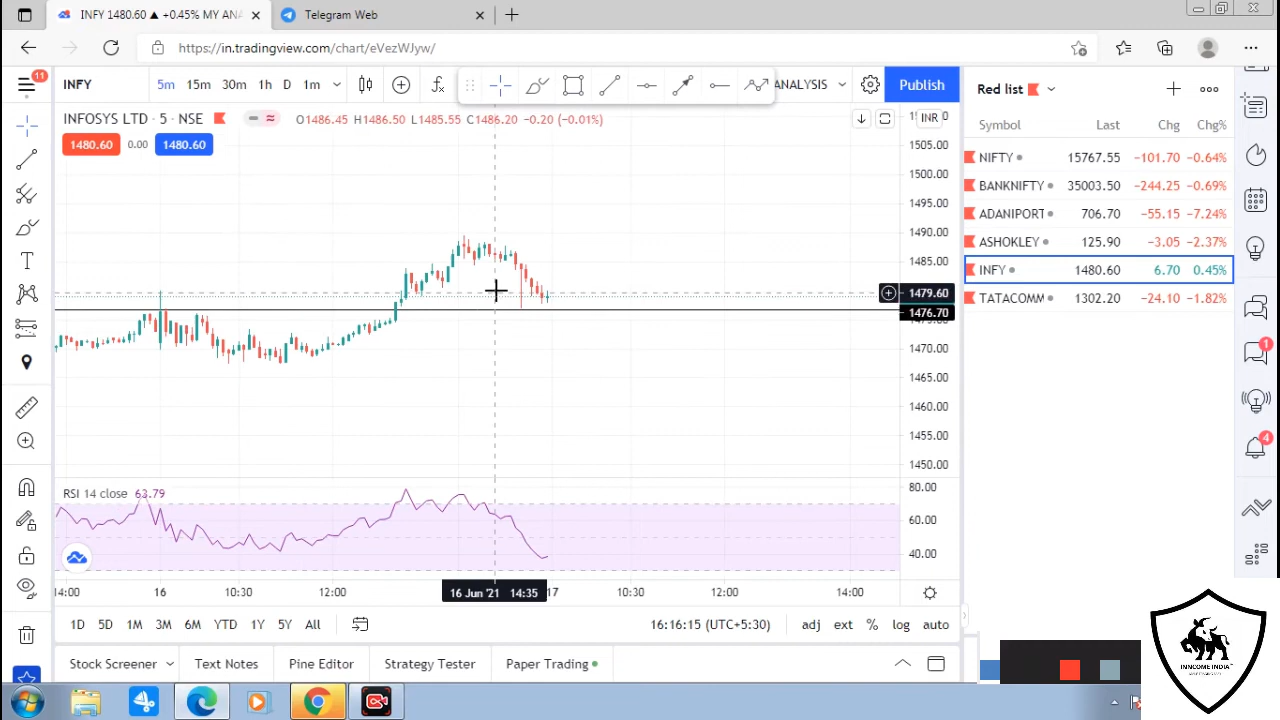 INFY 1480.60 ▲ +0.45% MY ANA
Telegram Web
https://in.tradingview.com/chart/eVezWJyw/
11
INFY
5m 15m 30m 1h D 1m
ANALYSIS
Publish
Red list
INFOSYS LTD · 5 · NSE
O1486.45 H1486.50 L1485.55 C1486.20 -0.20 (-0.01%)
INR
1480.60 0.00 1480.60
Symbol Last Chg Chg%
NIFTY 15767.55 -101.70 -0.64%
BANKNIFTY 35003.50 -244.25 -0.69%
ADANIPORT 706.70 -55.15 -7.24%
ASHOKLEY 125.90 -3.05 -2.37%
INFY 1480.60 6.70 0.45%
TATACOMM 1302.20 -24.10 -1.82%
1505.00
1500.00
1495.00
1490.00
1485.00
1479.60
1476.70
1470.00
1465.00
1460.00
1455.00
1450.00
1
4
RSI 14 close 63.79
80.00
60.00
40.00
14:00 16 10:30 12:00 16 Jun '21 14:35 17 10:30 12:00 14:00
1D 5D 1M 3M 6M YTD 1Y 5Y All
16:16:15 (UTC+5:30) adj ext % log auto
Stock Screener Text Notes Pine Editor Strategy Tester Paper Trading
INNCOME INDIA